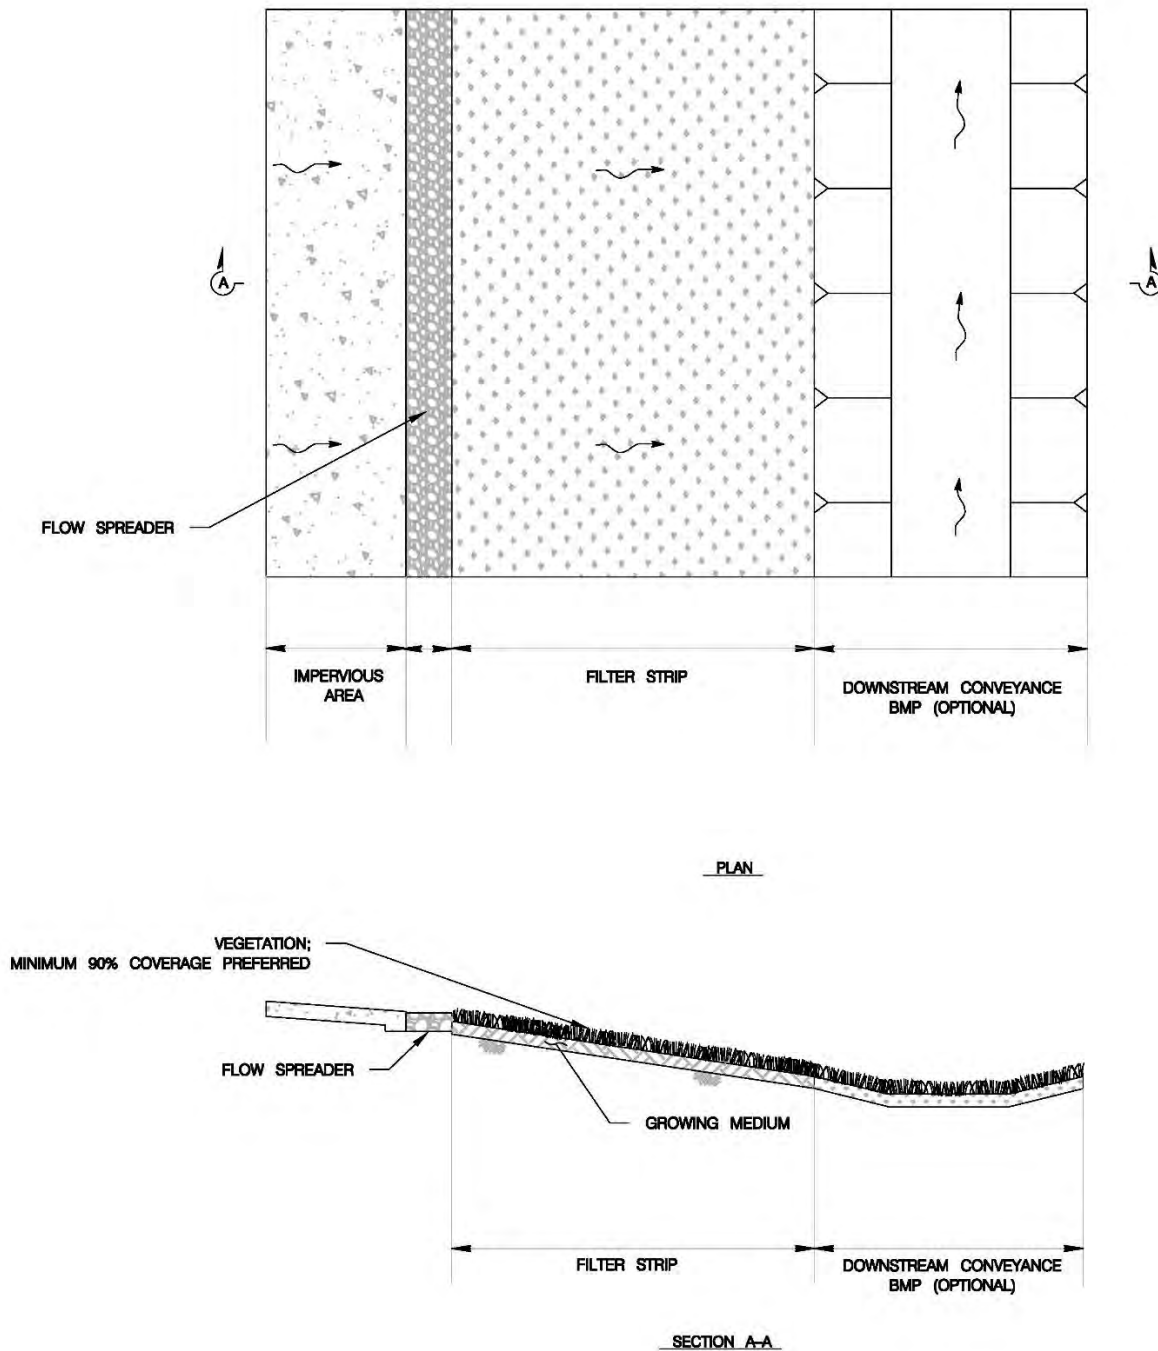 A
A
FLOW SPREADER
IMPERVIOUS
AREA
FILTER STRIP
DOWNSTREAM CONVEYANCE
BMP (OPTIONAL)
PLAN
VEGETATION;
MINIMUM 90% COVERAGE PREFERRED
FLOW SPREADER
GROWING MEDIUM
FILTER STRIP
DOWNSTREAM CONVEYANCE
BMP (OPTIONAL)
SECTION A-A